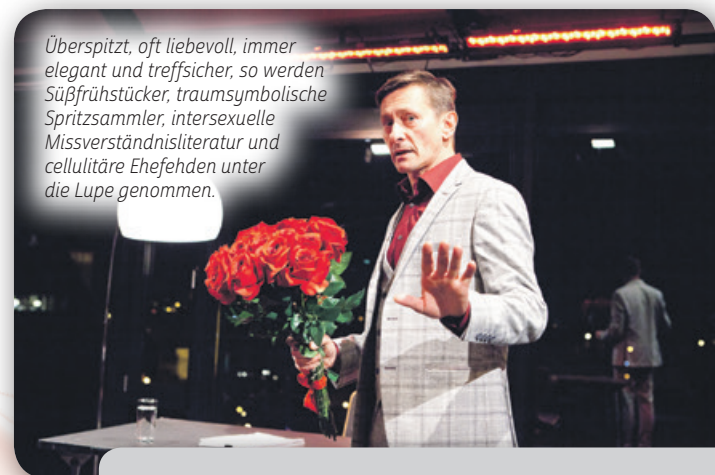 Überspitzt, oft liebevoll, immer
elegant und treffsicher, so werden
Süßfrühstücker, traumsymbolische
Spritzsammler, intersexuelle
Missverständnisliteratur und
cellulitäre Ehefehden unter
die Lupe genommen.